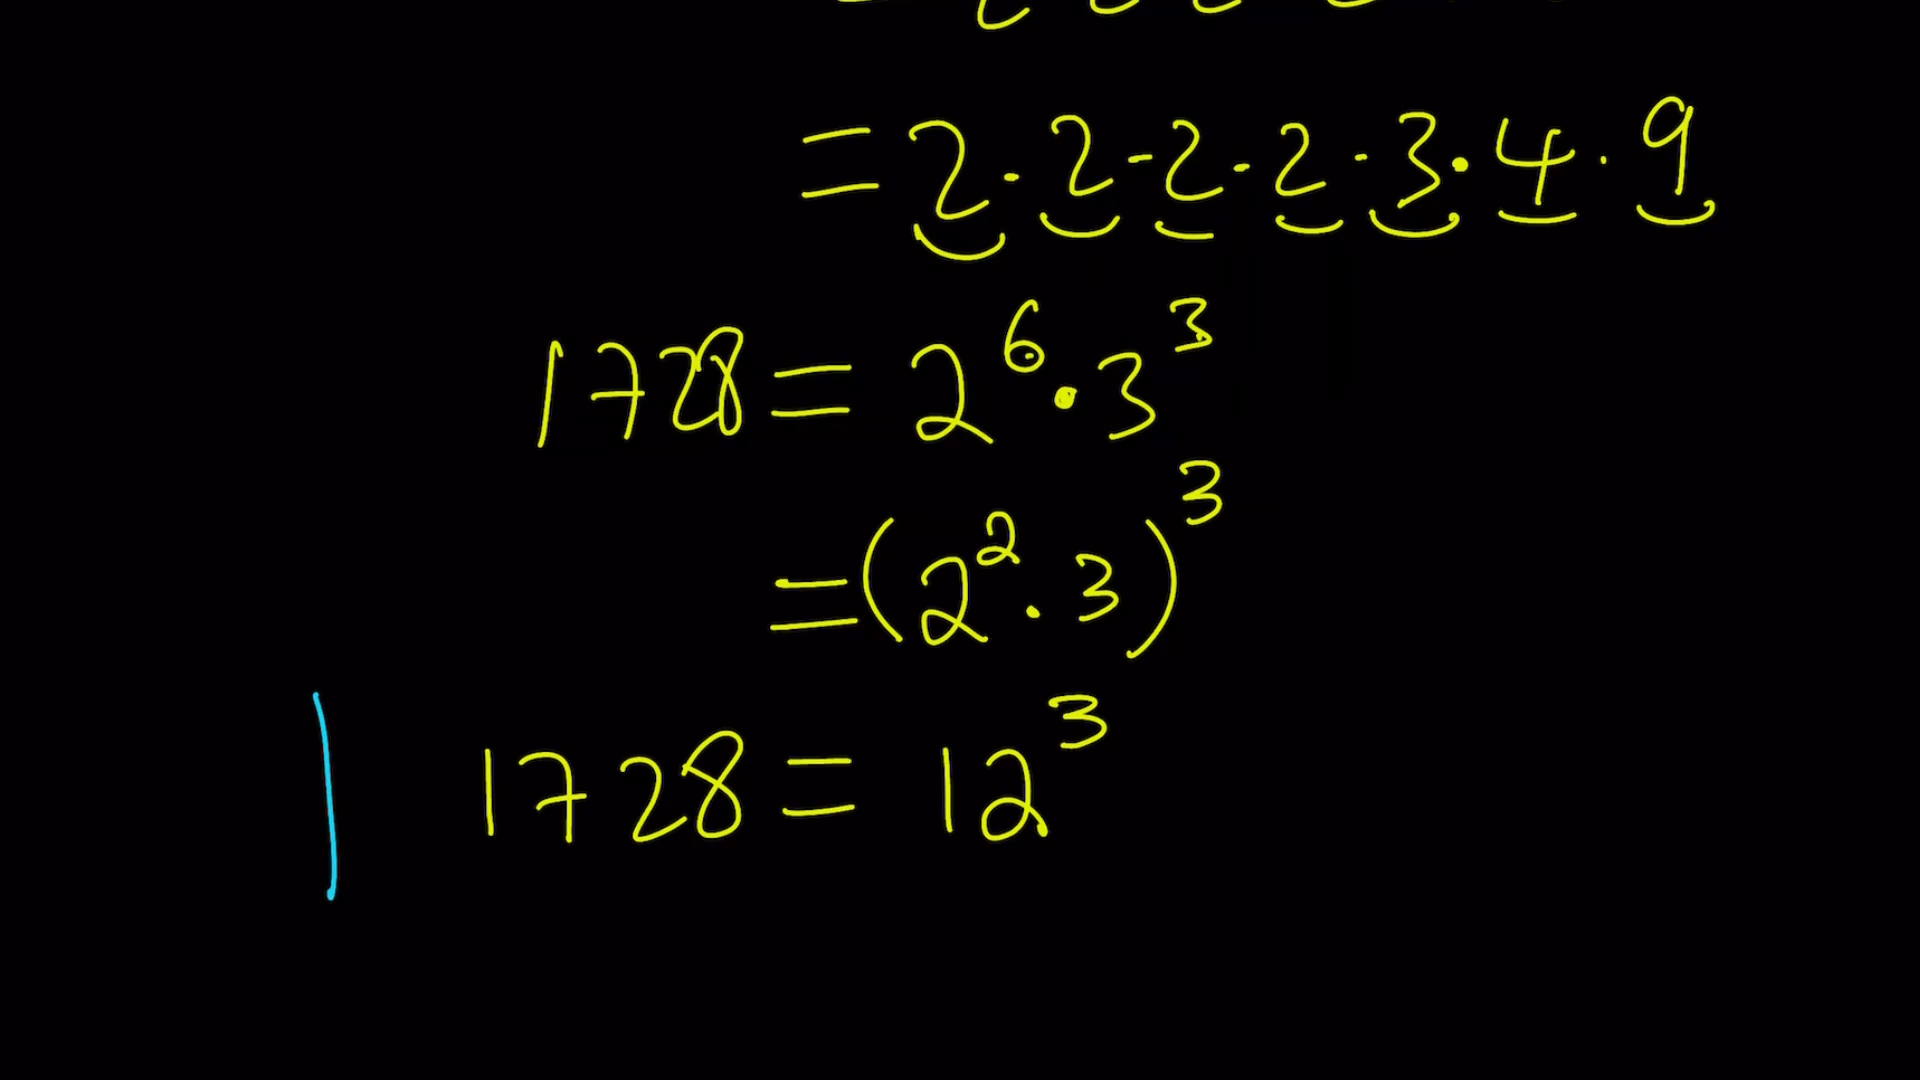 = 2 · 2 · 2 · 2 · 3 · 4 · 9
1728 = 2⁶ · 3³
= (2² · 3)³
1728 = 12³